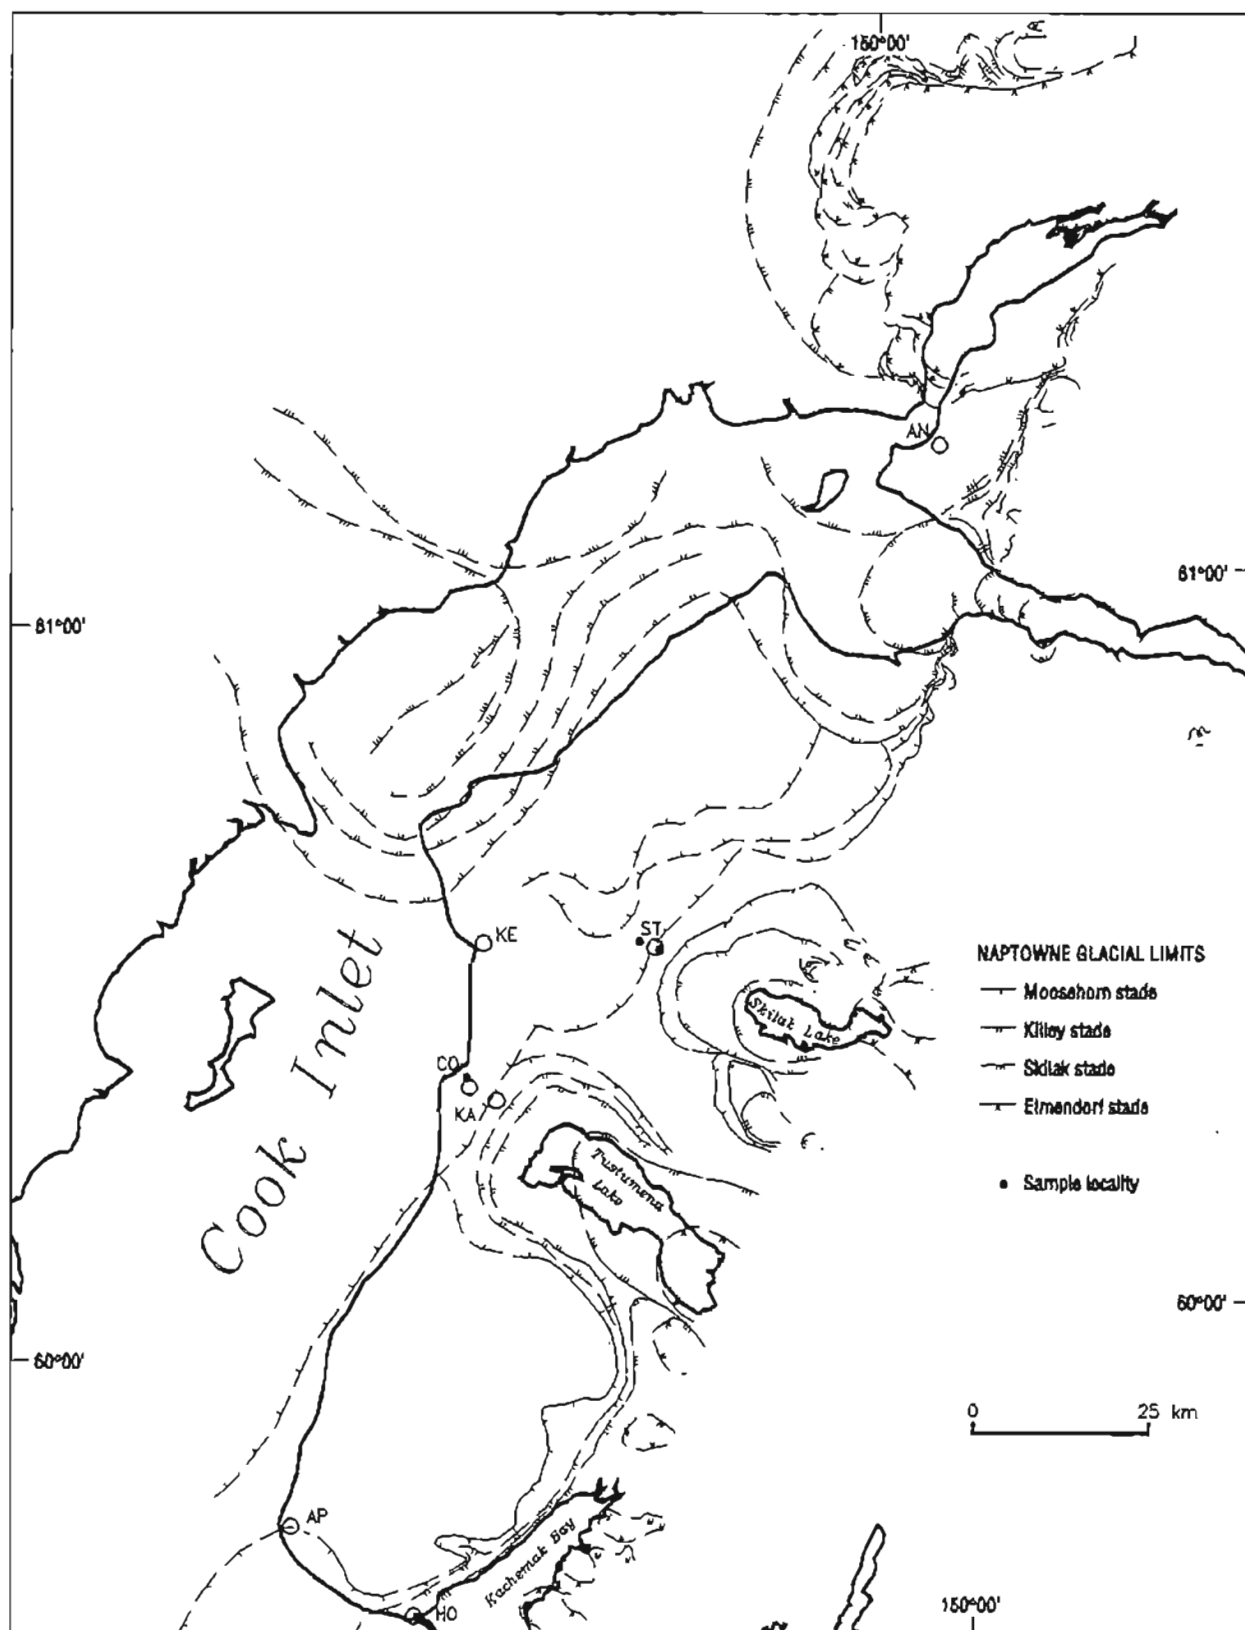 150°00'
AN
61°00'
61°00'
KE
ST
NAPTOWNE GLACIAL LIMITS
Moosehorn stade
Killey stade
Skilak stade
Elmendorf stade
Sample locality
Skilak Lake
Cook Inlet
CO
KA
Tustumena
Lake
60°00'
60°00'
0 25 km
AP
Kachemak Bay
HO
150°00'